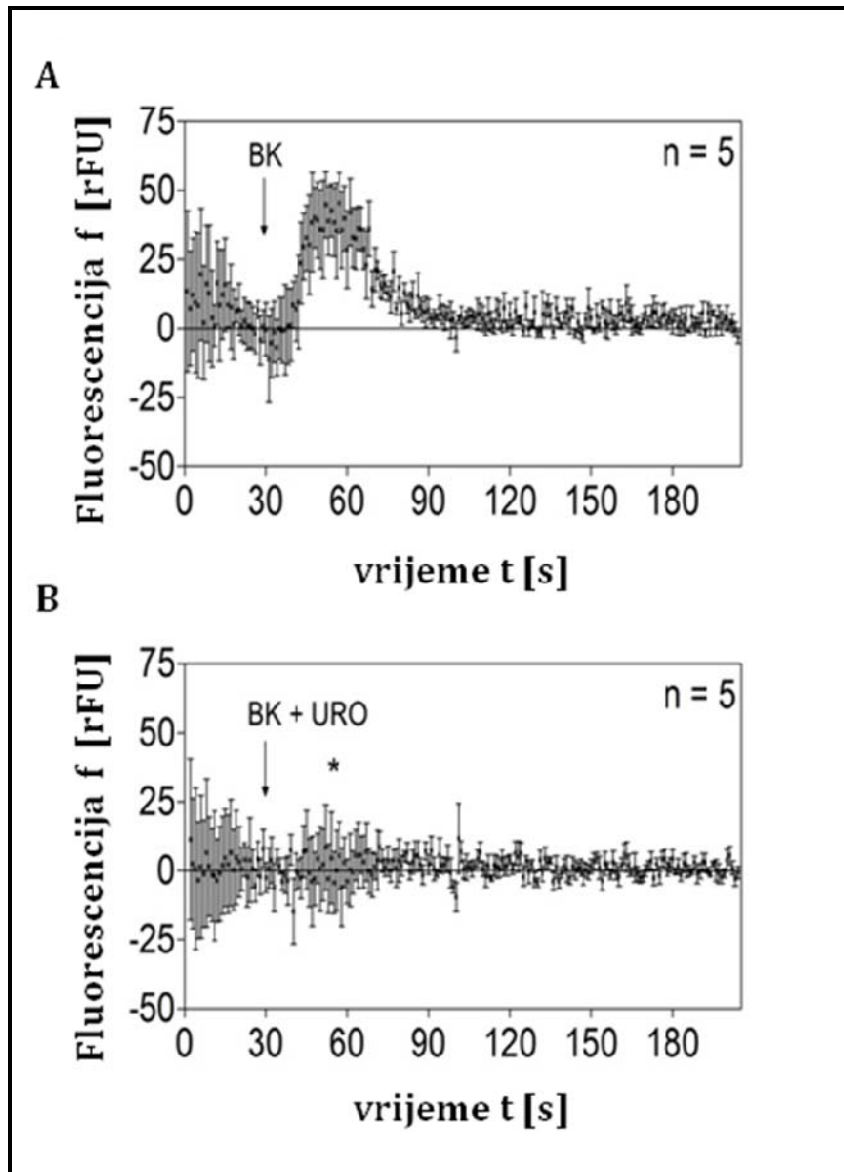 A
Fluorescencija f [rFU]
75
50
25
0
-25
-50
BK
n = 5
0 30 60 90 120 150 180
vrijeme t [s]
B
Fluorescencija f [rFU]
75
50
25
0
-25
-50
BK + URO
*
n = 5
0 30 60 90 120 150 180
vrijeme t [s]